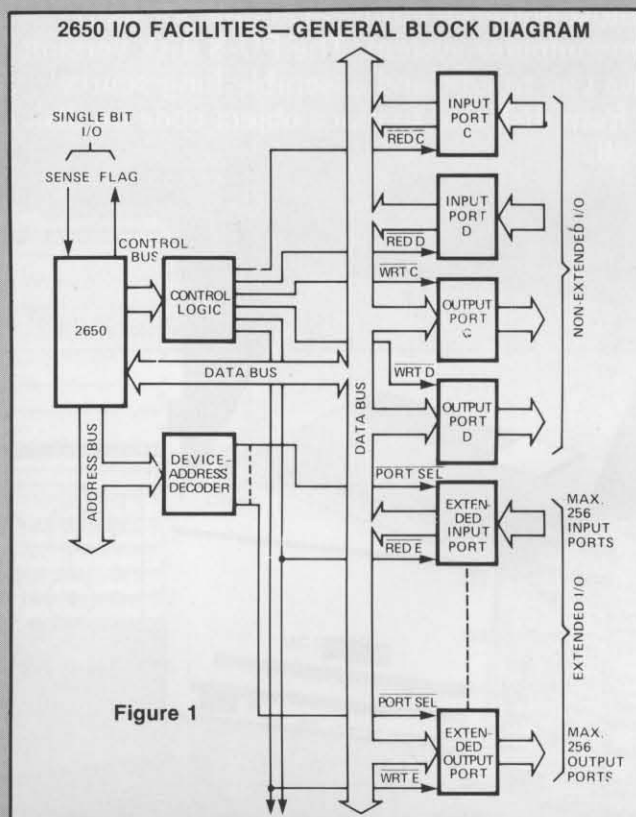 2650 I/O FACILITIES—GENERAL BLOCK DIAGRAM
SINGLE BIT
I/O
SENSE FLAG
CONTROL
BUS
2650
CONTROL
LOGIC
DATA BUS
ADDRESS BUS
DEVICE-
ADDRESS
DECODER
DATA BUS
INPUT
PORT
C
RED C
INPUT
PORT
D
RED D
WRT C
OUTPUT
PORT
C
WRT D
OUTPUT
PORT
D
NON-EXTENDED I/O
PORT SEL
EXTENDED
INPUT
PORT
RED E
MAX.
256
INPUT
PORTS
EXTENDED I/O
PORT SEL
EXTEN-
DED
OUTPUT
PORT
WRT E
MAX.
256
OUTPUT
PORTS
Figure 1